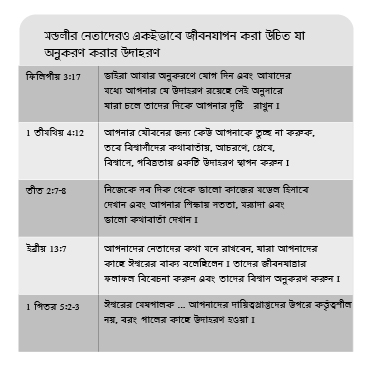 মন্ডলীর নেতাদেরও একইভাবে জীবনযাপন করা উচিত যা
অনুকরণ করার উদাহরণ
ফিলিপীয় 3:17
ভাইরা আমার অনুকরণে যোগ দিন এবং আমাদের
মধ্যে আপনার যে উদাহরণ রয়েছে সেই অনুসারে
যারা চলে তাদের দিকে আপনার দৃষ্টি রাখুন I
1 তীমথিয় 4:12
আপনার যৌবনের জন্য কেউ আপনাকে তুচ্ছ না করুক,
তবে বিশ্বাসীদের কথাবার্তায়, আচরণে, প্রেমে,
বিশ্বাসে, পবিত্রতায় একটি উদাহরণ স্থাপন করুন I
তীত 2:7-8
নিজেকে সব দিক থেকে ভালো কাজের মডেল হিসাবে
দেখান এবং আপনার শিক্ষায় সততা, মর্যাদা এবং
ভালো কথাবার্তা দেখান I
ইব্রীয় 13:7
আপনাদের নেতাদের কথা মনে রাখবেন, যারা আপনাদের
কাছে ঈশ্বরের বাক্য বলেছিলেন I তাদের জীবনযাত্রার
ফলাফল বিবেচনা করুন এবং তাদের বিশ্বাস অনুকরণ করুন I
1 পিতর 5:2-3
ঈশ্বরের মেষপালক ... আপনাদের দায়িত্বপ্রাপ্তদের উপরে কর্তৃত্বশীল
নয়, বরং পালের কাছে উদাহরণ হওয়া I